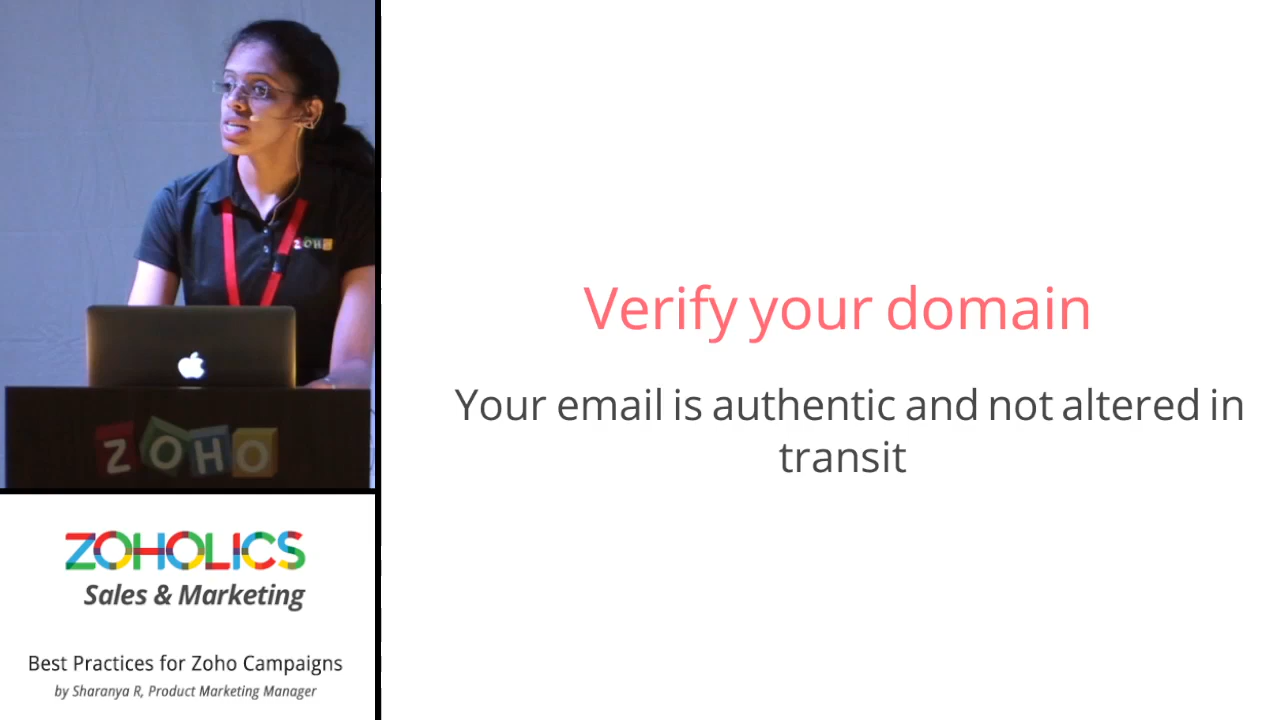 ZOHO
ZOHO
ZOHOLICS
Sales & Marketing
Best Practices for Zoho Campaigns
by Sharanya R, Product Marketing Manager
Verify your domain
Your email is authentic and not altered in
transit